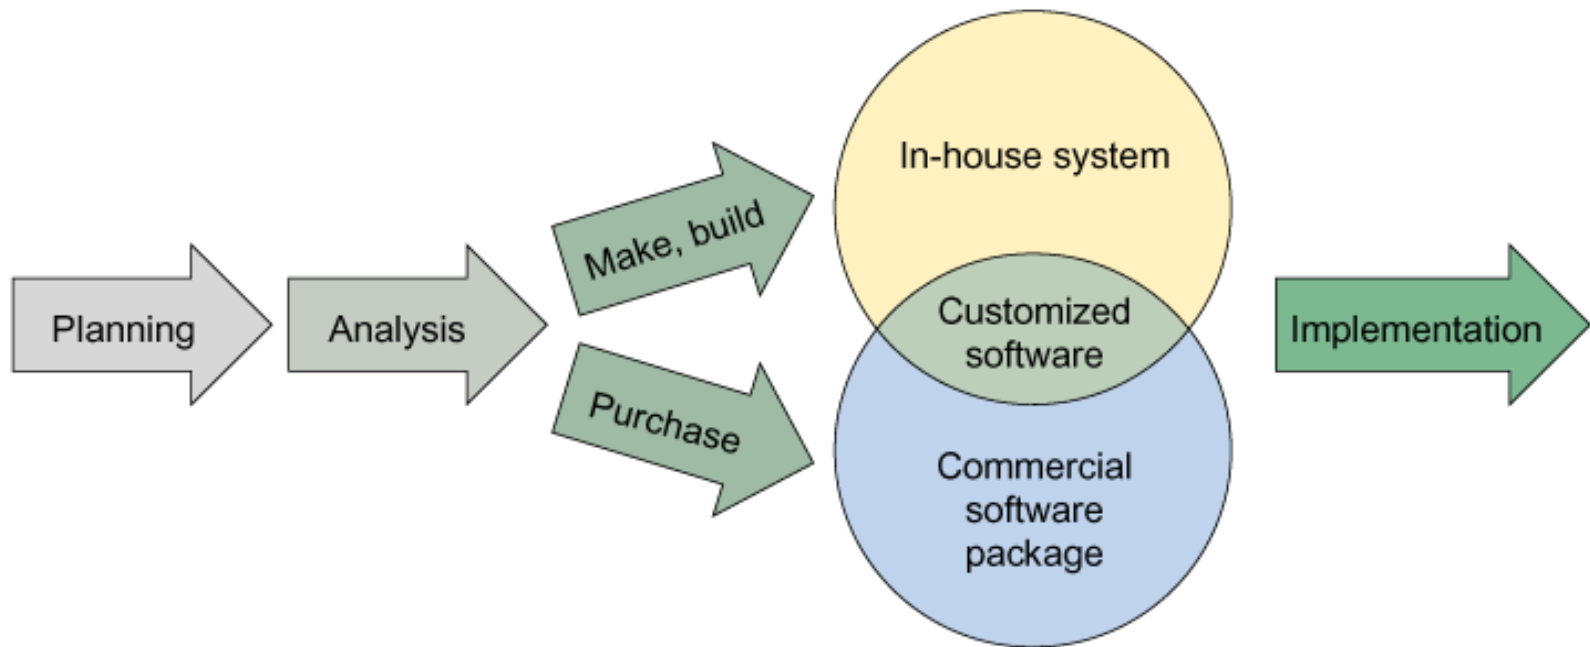 Planning
Analysis
Make, build
Purchase
In-house system
Customized
software
Commercial
software
package
Implementation